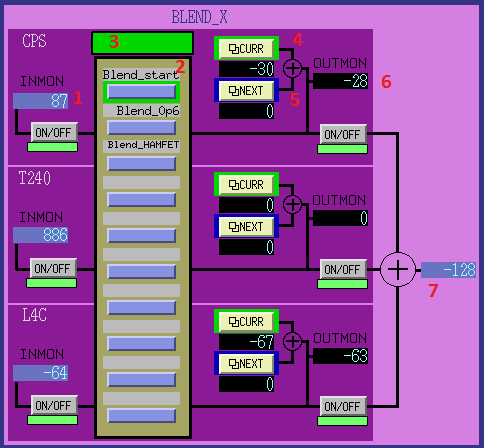 BLEND_X
CPS
3
4
CURR
Blend_start
2
-30
OUTMON
INMON
-28
6
87
1
NEXT
5
Blend_Op6
0
ON/OFF
ON/OFF
Blend_HAMFET
T240
CURR
OUTMON
INMON
0
0
886
NEXT
0
ON/OFF
ON/OFF
-128
7
L4C
CURR
OUTMON
INMON
-67
-63
-64
NEXT
0
ON/OFF
ON/OFF